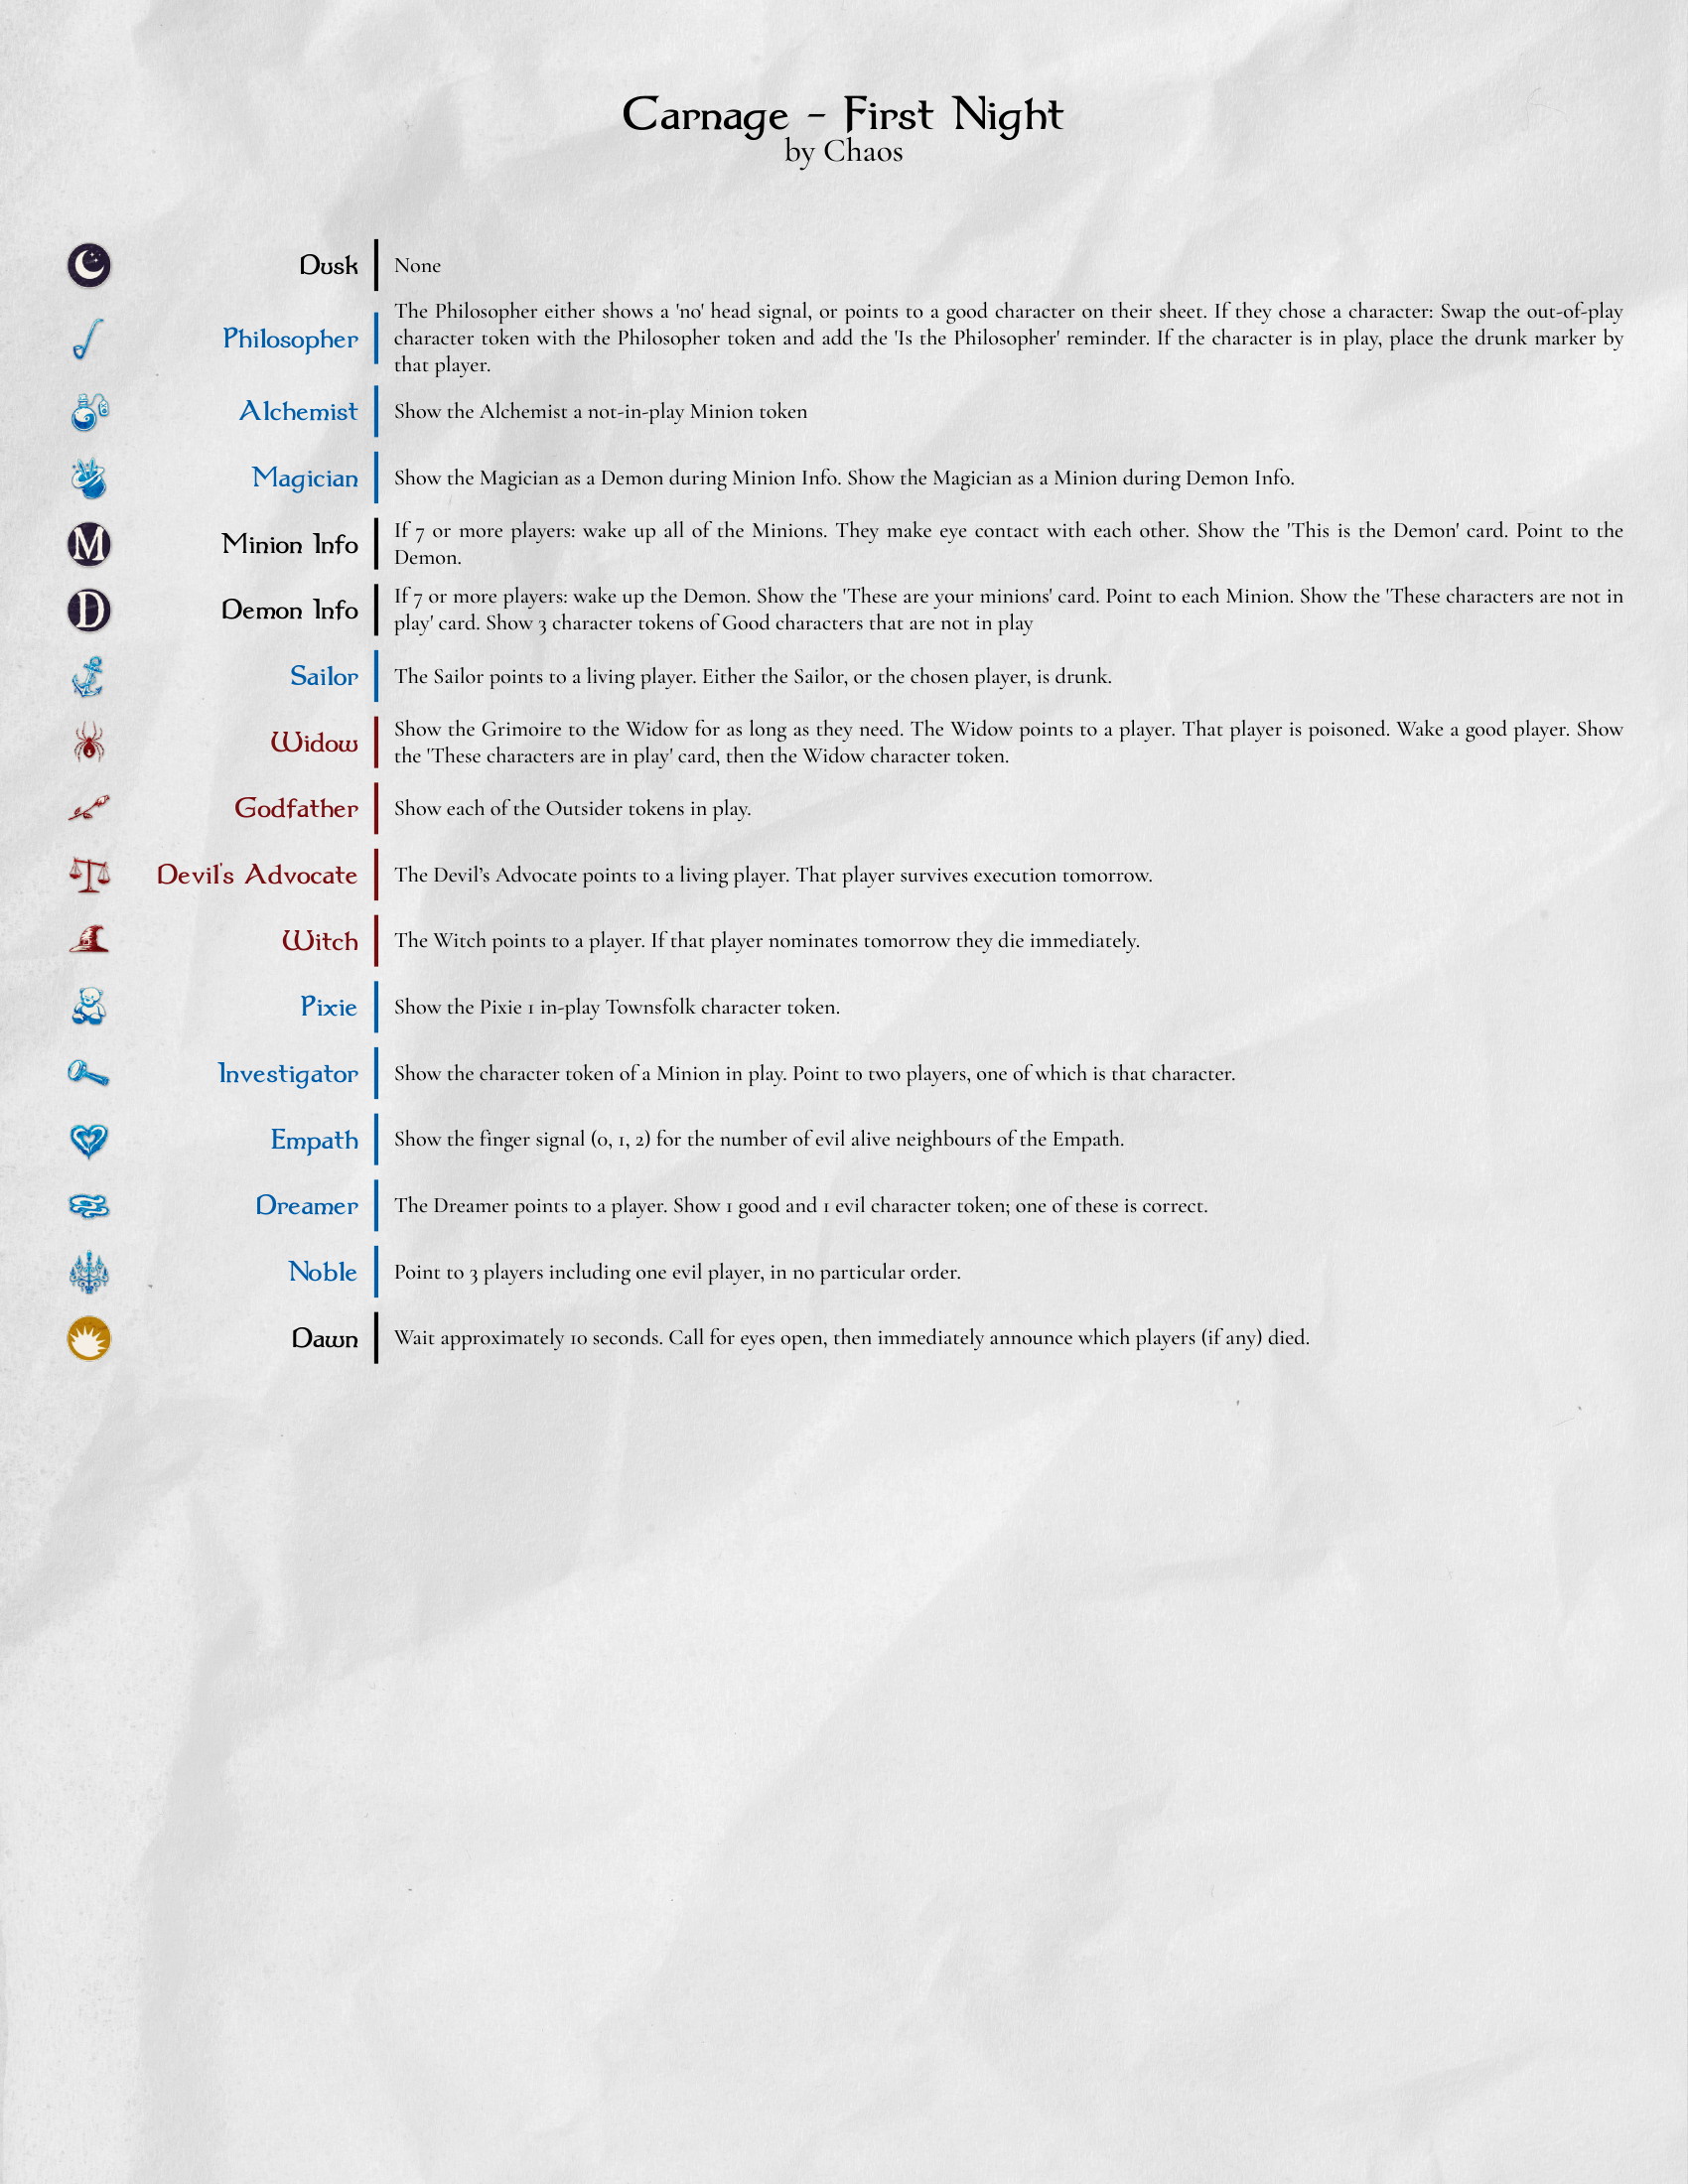 Carnage - First Night
by Chaos
Dusk
None
Philosopher
The Philosopher either shows a 'no' head signal, or points to a good character on their sheet. If they chose a character: Swap the out-of-play
character token with the Philosopher token and add the 'Is the Philosopher' reminder. If the character is in play, place the drunk marker by
that player.
Alchemist
Show the Alchemist a not-in-play Minion token
Magician
Show the Magician as a Demon during Minion Info. Show the Magician as a Minion during Demon Info.
M
Minion Info
If 7 or more players: wake up all of the Minions. They make eye contact with each other. Show the 'This is the Demon' card. Point to the
Demon.
D
Demon Info
If 7 or more players: wake up the Demon. Show the 'These are your minions' card. Point to each Minion. Show the 'These characters are not in
play' card. Show 3 character tokens of Good characters that are not in play
Sailor
The Sailor points to a living player. Either the Sailor, or the chosen player, is drunk.
Widow
Show the Grimoire to the Widow for as long as they need. The Widow points to a player. That player is poisoned. Wake a good player. Show
the 'These characters are in play' card, then the Widow character token.
Godfather
Show each of the Outsider tokens in play.
Devil's Advocate
The Devil’s Advocate points to a living player. That player survives execution tomorrow.
Witch
The Witch points to a player. If that player nominates tomorrow they die immediately.
Pixie
Show the Pixie 1 in-play Townsfolk character token.
Investigator
Show the character token of a Minion in play. Point to two players, one of which is that character.
Empath
Show the finger signal (0, 1, 2) for the number of evil alive neighbours of the Empath.
Dreamer
The Dreamer points to a player. Show 1 good and 1 evil character token; one of these is correct.
Noble
Point to 3 players including one evil player, in no particular order.
Dawn
Wait approximately 10 seconds. Call for eyes open, then immediately announce which players (if any) died.